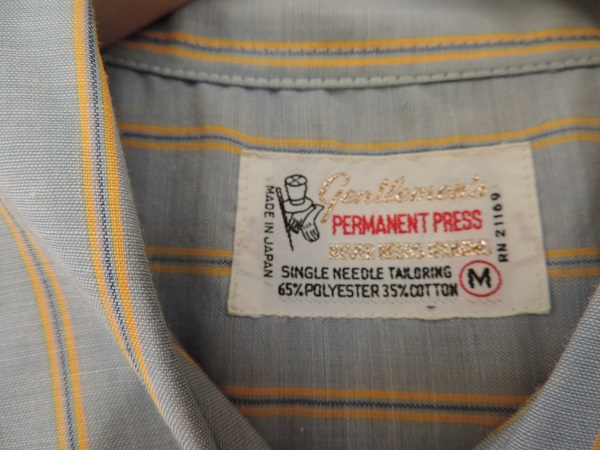 Gentlemen's
PERMANENT PRESS
SINGLE NEEDLE TAILORING
65% POLYESTER 35% COTTON
M
MADE IN JAPAN
RN 21169